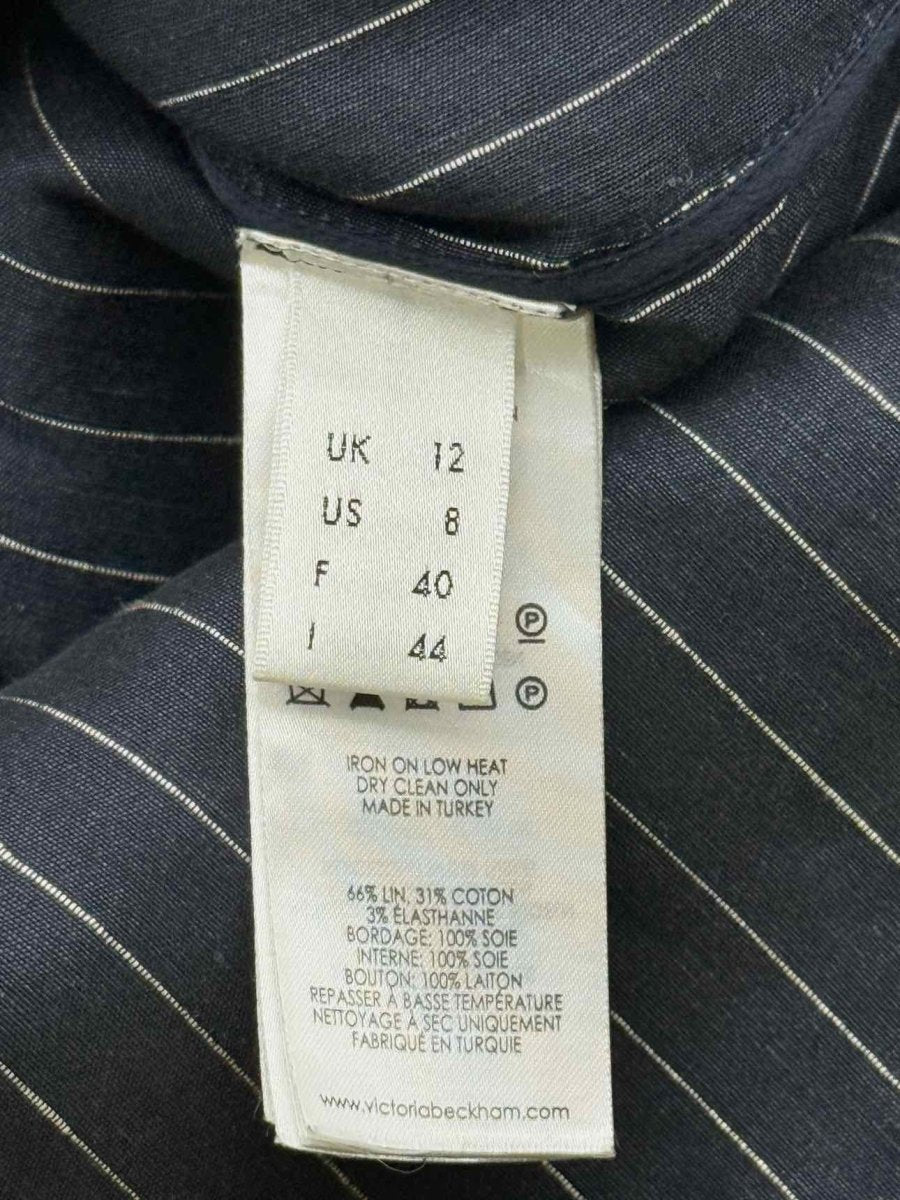 UK 12
US 8
F 40
I 44
P
P
IRON ON LOW HEAT
DRY CLEAN ONLY
MADE IN TURKEY
66% LIN, 31% COTON
3% ÉLASTHANNE
BORDAGE: 100% SOIE
INTERNE: 100% SOIE
BOUTON: 100% LAITON
REPASSER À BASSE TEMPÉRATURE
NETTOYAGE À SEC UNIQUEMENT
FABRIQUÉ EN TURQUIE
www.victoriabeckham.com